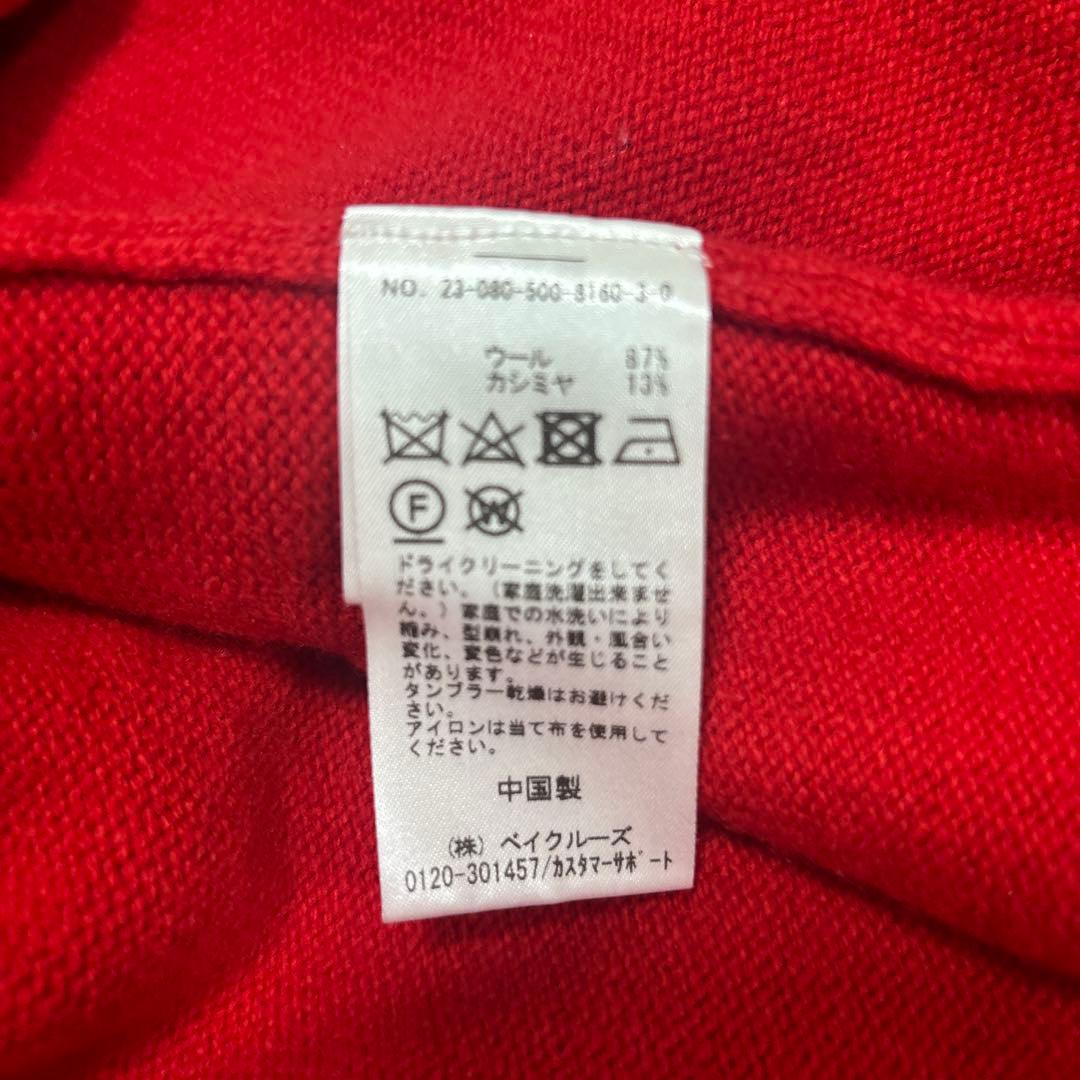 NO. 23-080-500-8160-3-0
ウール 87%
カシミヤ 13%
F W
ドライクリーニングをしてく
ださい。(家庭洗濯出来ませ
ん。)家庭での水洗いにより
縮み、型崩れ、外観・風合い
変化、変色などが生じること
があります。
タンブラー乾燥はお避けくだ
さい。
アイロンは当て布を使用して
ください。
中国製
(株) ベイクルーズ
0120-301457/カスタマーサポート